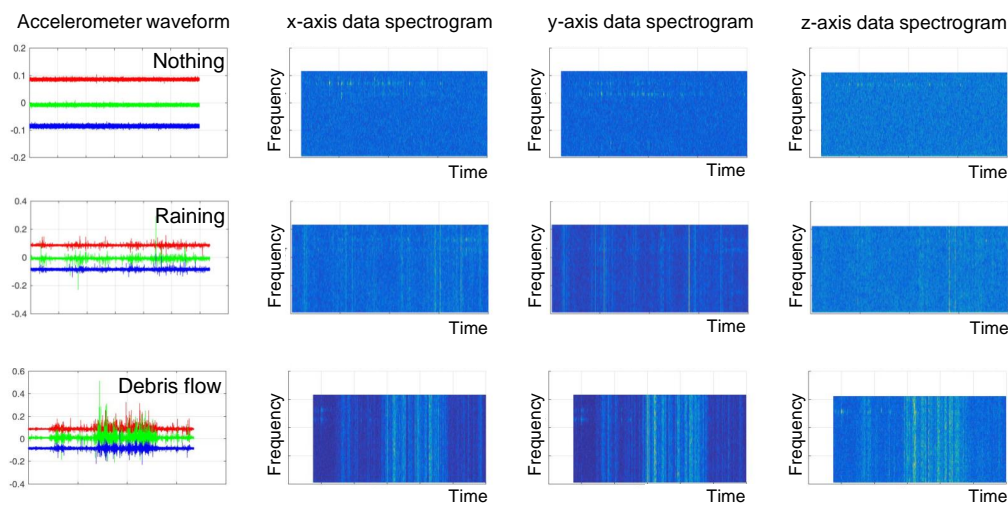 Accelerometer waveform
x-axis data spectrogram
y-axis data spectrogram
z-axis data spectrogram
0.2
0.1
0
-0.1
-0.2
Nothing
Frequency
Time
Frequency
Time
Frequency
Time
0.4
0.2
0
-0.2
-0.4
Raining
Frequency
Time
Frequency
Time
Frequency
Time
0.6
0.4
0.2
0
-0.2
-0.4
Debris flow
Frequency
Time
Frequency
Time
Frequency
Time